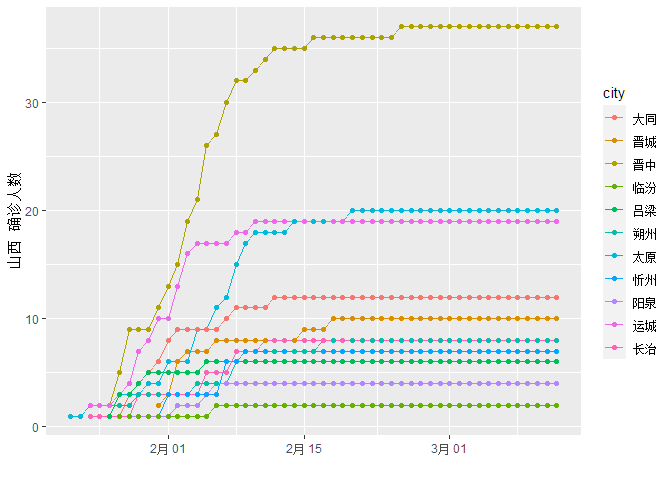 山西 确诊人数
30
20
10
0
2月 01
2月 15
3月 01
city
大同
晋城
晋中
临汾
吕梁
朔州
太原
忻州
阳泉
运城
长治